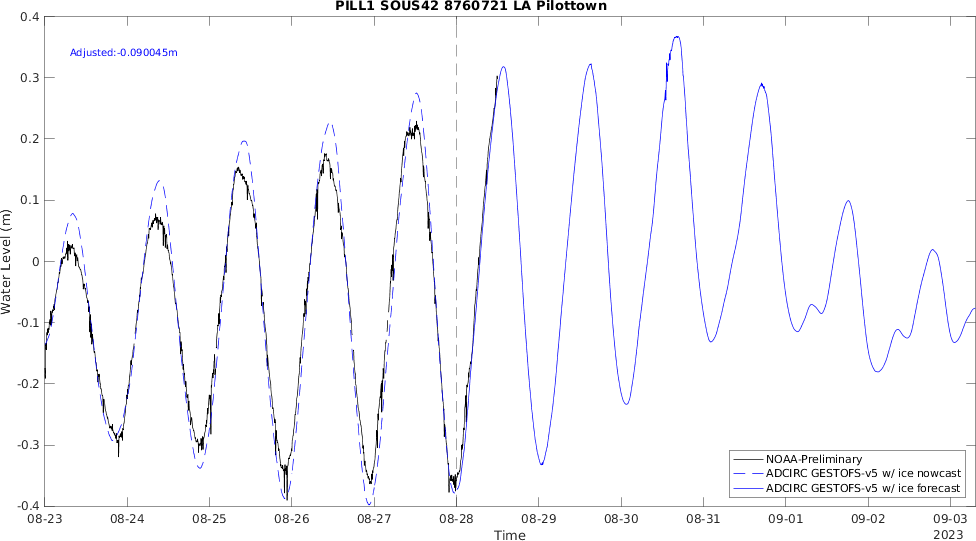 PILL1 SOUS42 8760721 LA Pilottown
Adjusted:-0.090045m
Water Level (m)
0.4
0.3
0.2
0.1
0
-0.1
-0.2
-0.3
-0.4
NOAA-Preliminary
ADCIRC GESTOFS-v5 w/ ice nowcast
ADCIRC GESTOFS-v5 w/ ice forecast
08-23 08-24 08-25 08-26 08-27 08-28 08-29 08-30 08-31 09-01 09-02 09-03
Time
2023